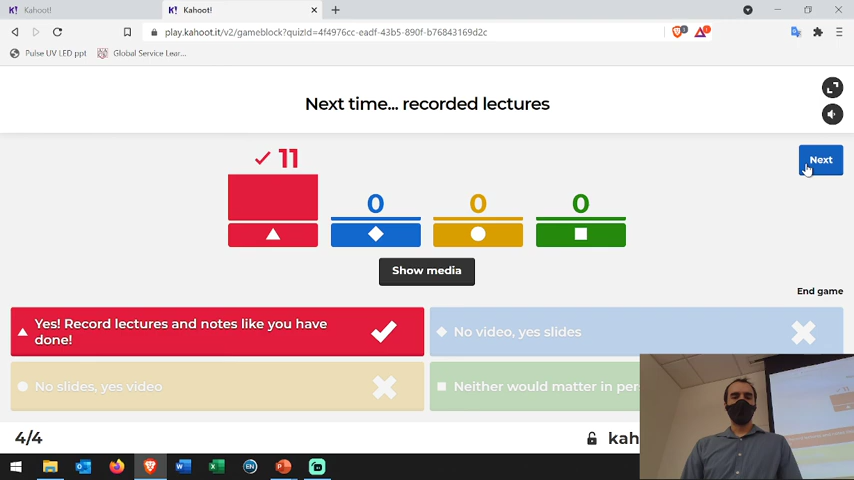 K! Kahoot!
K! Kahoot!
play.kahoot.it/v2/gameblock?quizId=4f4976cc-eadf-43b5-890f-b76843169d2c
Pulse UV LED ppt
Global Service Lear...
Next time... recorded lectures
Next
11
0
0
0
Show media
End game
Yes! Record lectures and notes like you have
done!
No video, yes slides
No slides, yes video
Neither would matter in per
4/4
kah